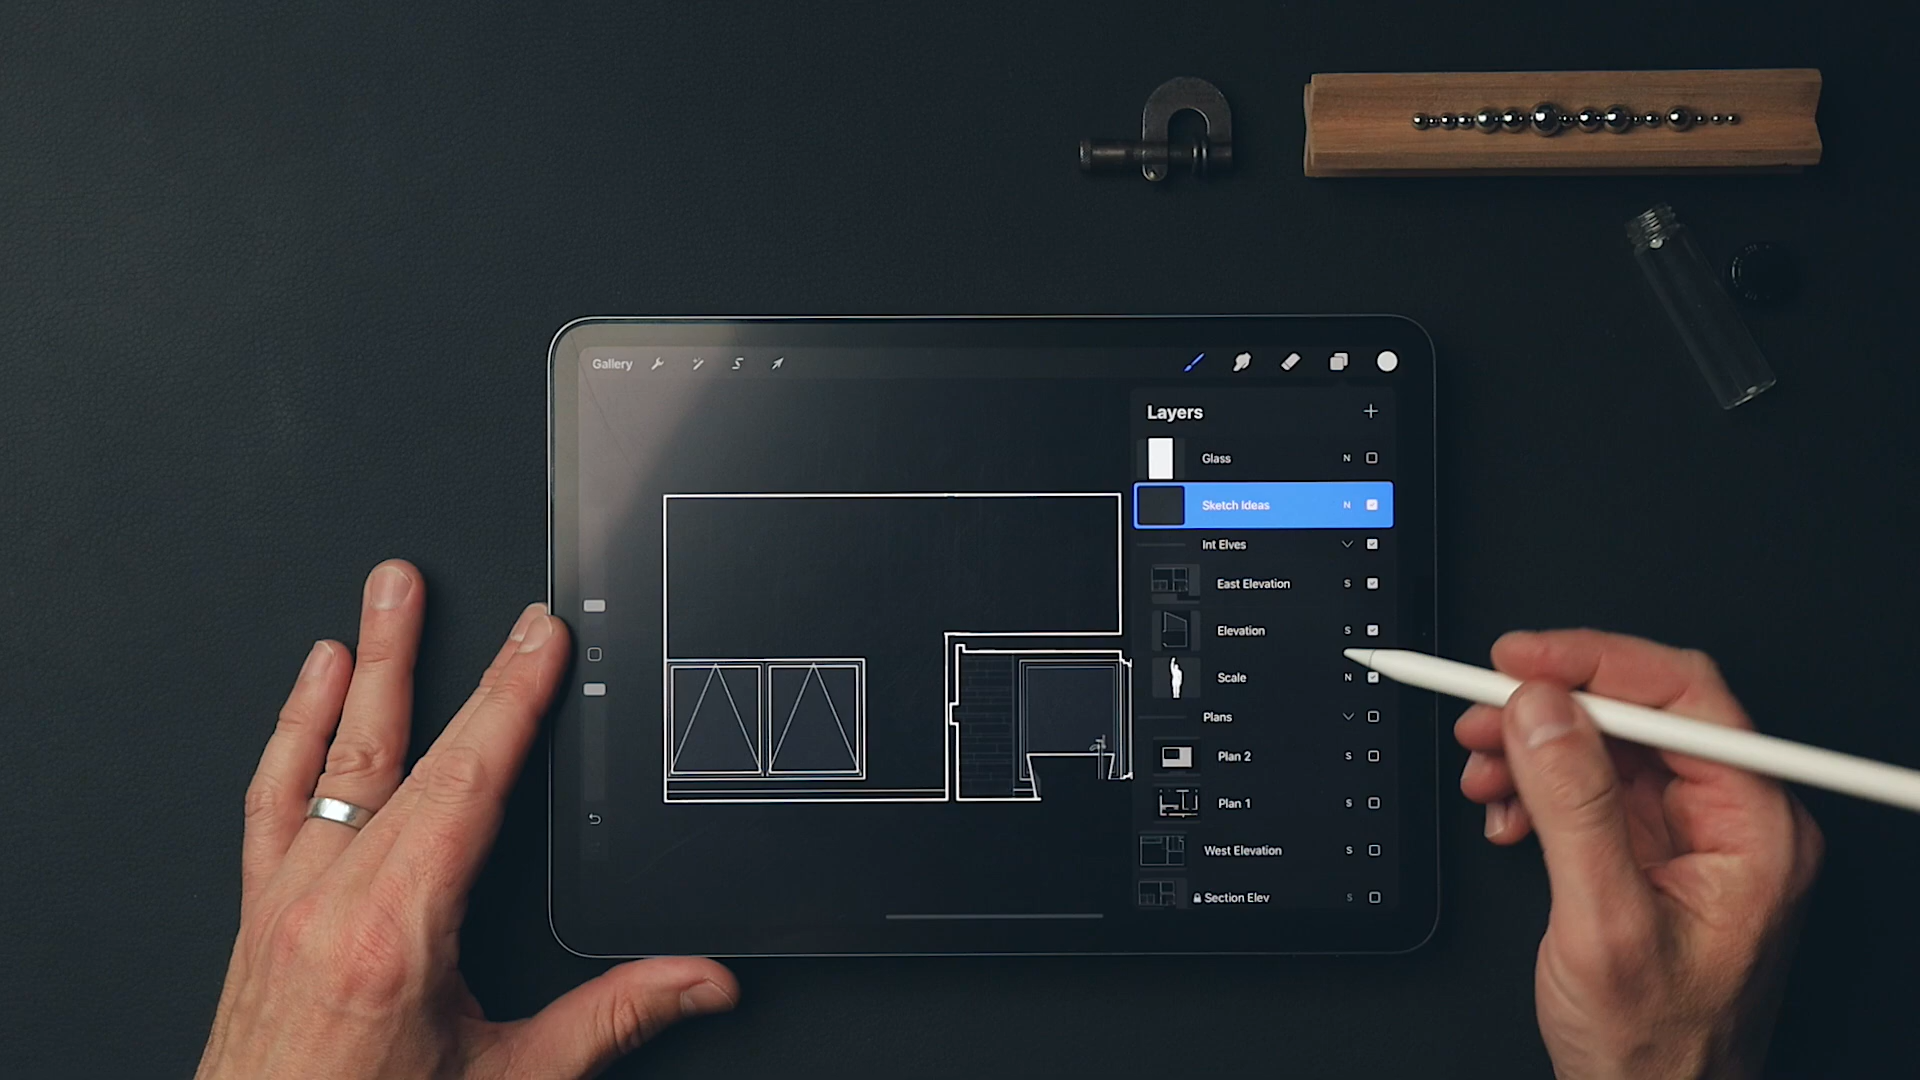 Gallery
Layers
Glass N
Sketch Ideas N
Int Elves
East Elevation S
Elevation S
Scale N
Plans
Plan 2 S
Plan 1 S
West Elevation S
Section Elev S